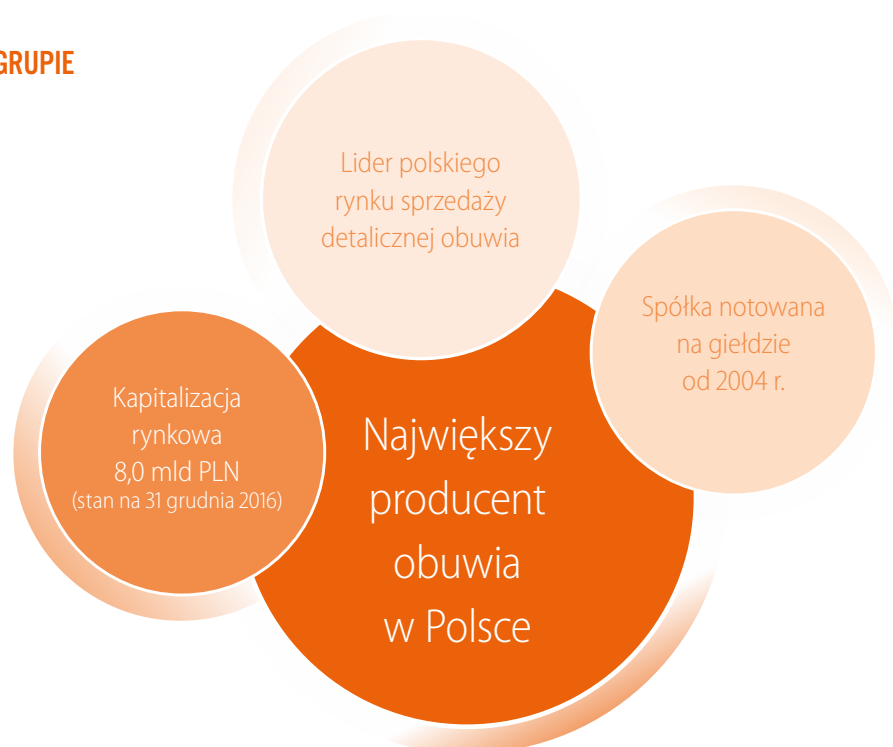 GRUPIE
Lider polskiego
rynku sprzedaży
detalicznej obuwia
Spółka notowana
na giełdzie
od 2004 r.
Kapitalizacja
rynkowa
8,0 mld PLN
(stan na 31 grudnia 2016)
Największy
producent
obuwia
w Polsce